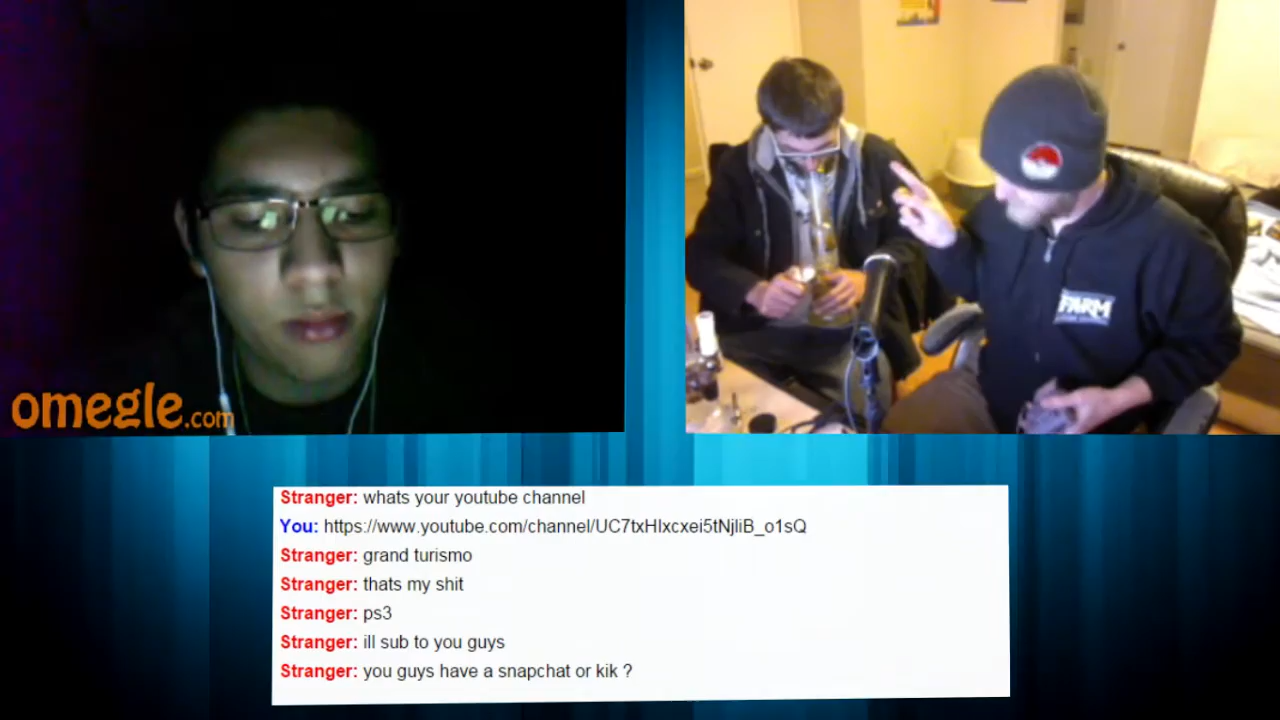 omegle.com
FARM
Stranger: whats your youtube channel
You: https://www.youtube.com/channel/UC7txHIxcxei5tNjliB_o1sQ
Stranger: grand turismo
Stranger: thats my shit
Stranger: ps3
Stranger: ill sub to you guys
Stranger: you guys have a snapchat or kik ?